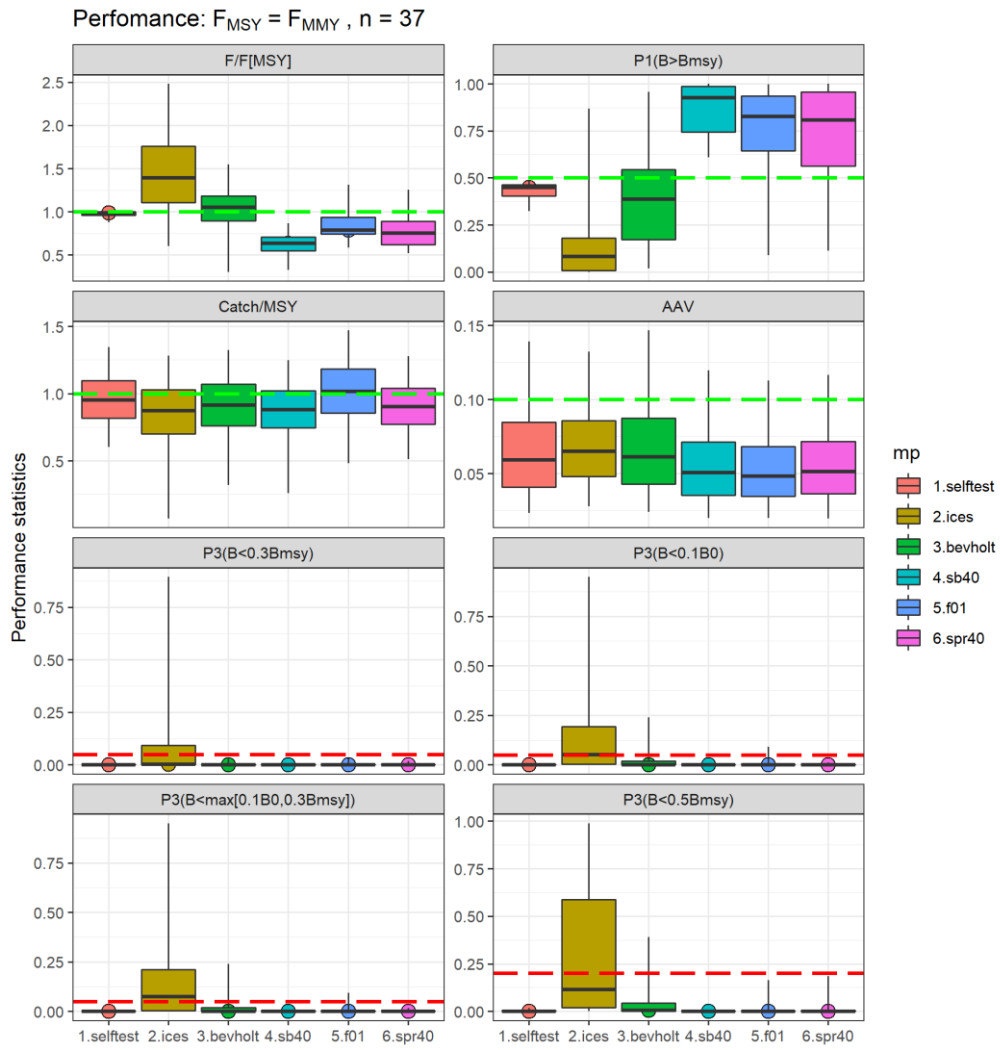 Perfomance: F_MSY = F_MMY , n = 37
F/F[MSY]
P1(B>Bmsy)
2.5
2.0
1.5
1.0
0.5
1.00
0.75
0.50
0.25
0.00
Catch/MSY
AAV
1.5
1.0
0.5
0.15
0.10
0.05
P3(B<0.3Bmsy)
P3(B<0.1B0)
0.75
0.50
0.25
0.00
0.75
0.50
0.25
0.00
P3(B<max[0.1B0,0.3Bmsy])
P3(B<0.5Bmsy)
0.75
0.50
0.25
0.00
1.00
0.75
0.50
0.25
0.00
1.selftest 2.ices 3.bevholt 4.sb40 5.f01 6.spr40
1.selftest 2.ices 3.bevholt 4.sb40 5.f01 6.spr40
Performance statistics
mp
1.selftest
2.ices
3.bevholt
4.sb40
5.f01
6.spr40